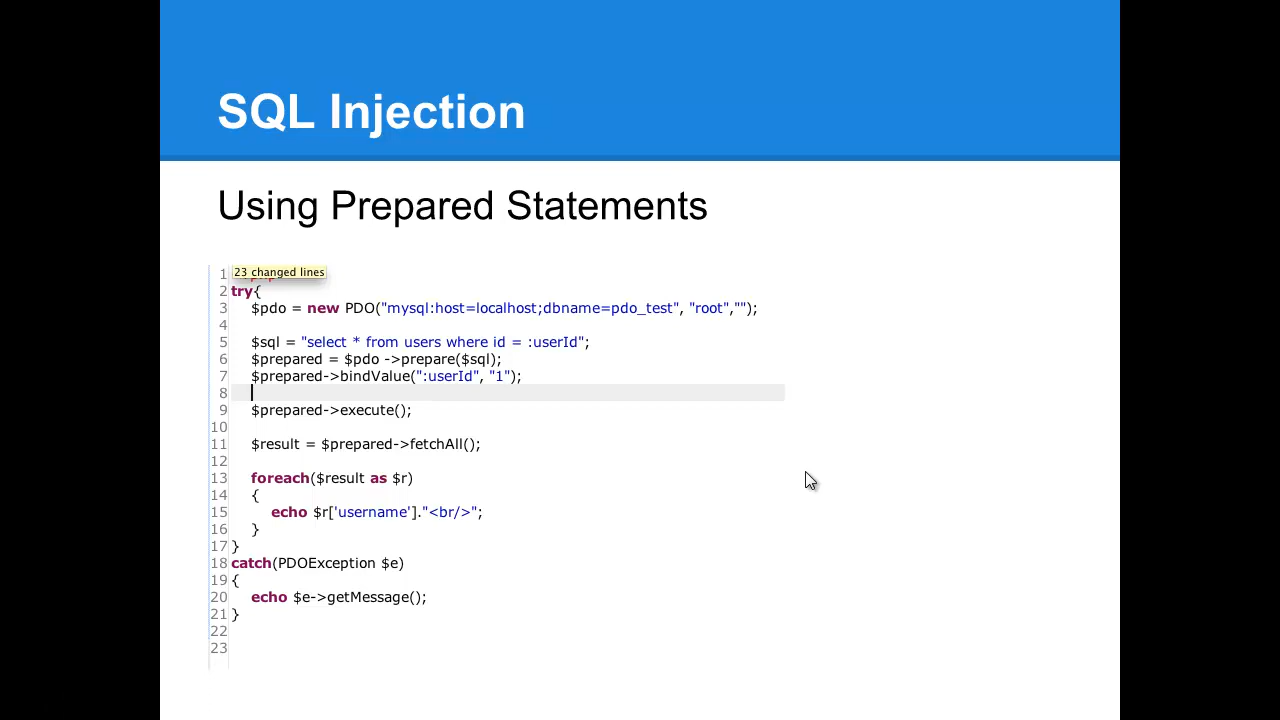 SQL Injection
Using Prepared Statements
23 changed lines
1
2 try{
3 $pdo = new PDO("mysql:host=localhost;dbname=pdo_test", "root","");
4
5 $sql = "select * from users where id = :userId";
6 $prepared = $pdo ->prepare($sql);
7 $prepared->bindValue(":userId", "1");
8
9 $prepared->execute();
10
11 $result = $prepared->fetchAll();
12
13 foreach($result as $r)
14 {
15 echo $r['username']."<br/>";
16 }
17 }
18 catch(PDOException $e)
19 {
20 echo $e->getMessage();
21 }
22
23